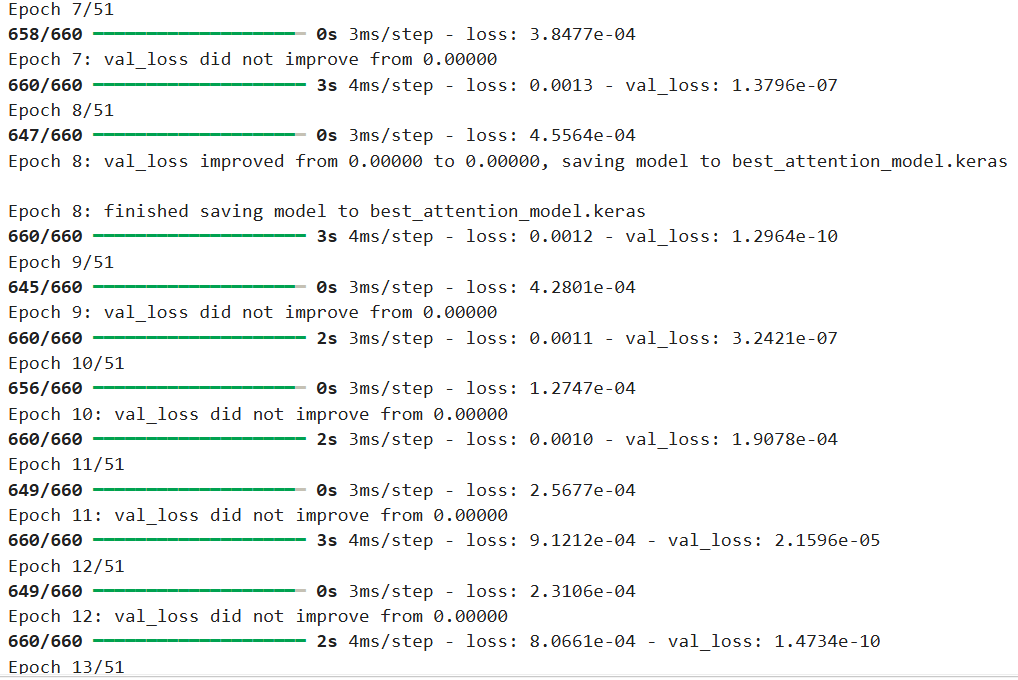 Epoch 7/51
658/660 0s 3ms/step - loss: 3.8477e-04
Epoch 7: val_loss did not improve from 0.00000
660/660 3s 4ms/step - loss: 0.0013 - val_loss: 1.3796e-07
Epoch 8/51
647/660 0s 3ms/step - loss: 4.5564e-04
Epoch 8: val_loss improved from 0.00000 to 0.00000, saving model to best_attention_model.keras
Epoch 8: finished saving model to best_attention_model.keras
660/660 3s 4ms/step - loss: 0.0012 - val_loss: 1.2964e-10
Epoch 9/51
645/660 0s 3ms/step - loss: 4.2801e-04
Epoch 9: val_loss did not improve from 0.00000
660/660 2s 3ms/step - loss: 0.0011 - val_loss: 3.2421e-07
Epoch 10/51
656/660 0s 3ms/step - loss: 1.2747e-04
Epoch 10: val_loss did not improve from 0.00000
660/660 2s 3ms/step - loss: 0.0010 - val_loss: 1.9078e-04
Epoch 11/51
649/660 0s 3ms/step - loss: 2.5677e-04
Epoch 11: val_loss did not improve from 0.00000
660/660 3s 4ms/step - loss: 9.1212e-04 - val_loss: 2.1596e-05
Epoch 12/51
649/660 0s 3ms/step - loss: 2.3106e-04
Epoch 12: val_loss did not improve from 0.00000
660/660 2s 4ms/step - loss: 8.0661e-04 - val_loss: 1.4734e-10
Epoch 13/51